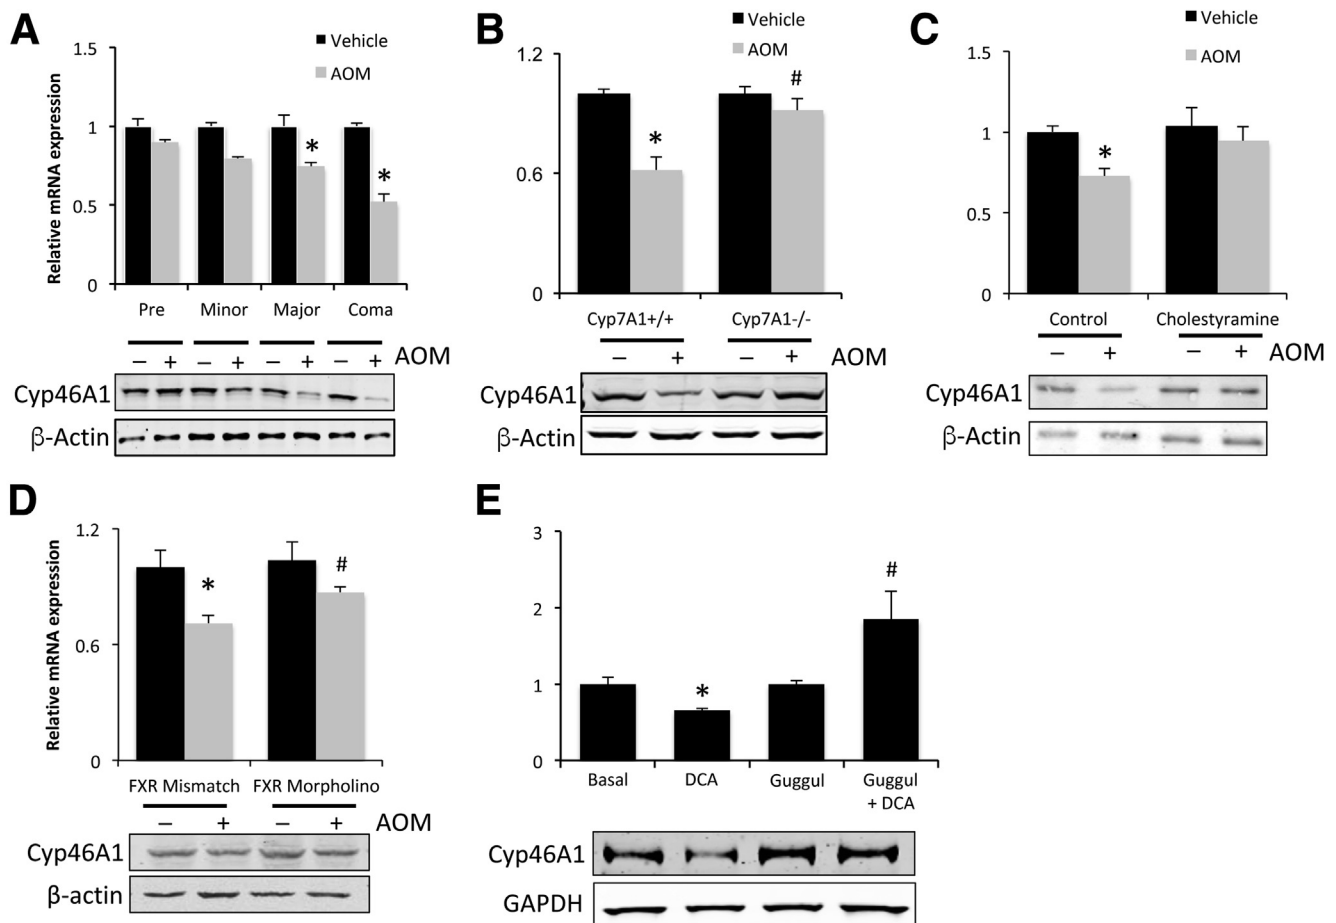 A
Vehicle
AOM
Relative mRNA expression
1.5
1
0.5
0
*
*
Pre Minor Major Coma
– + – + – + – + AOM
Cyp46A1
β-Actin
B
Vehicle
AOM
1.2
0.6
0
*
#
Cyp7A1+/+ Cyp7A1-/-
– + – + AOM
Cyp46A1
β-Actin
C
Vehicle
AOM
1.5
1
0.5
0
*
Control Cholestyramine
– + – + AOM
Cyp46A1
β-Actin
D
Relative mRNA expression
1.2
0.6
0
*
#
FXR Mismatch FXR Morpholino
– + – + AOM
Cyp46A1
β-actin
E
3
2
1
0
*
#
Basal DCA Guggul Guggul
+ DCA
Cyp46A1
GAPDH